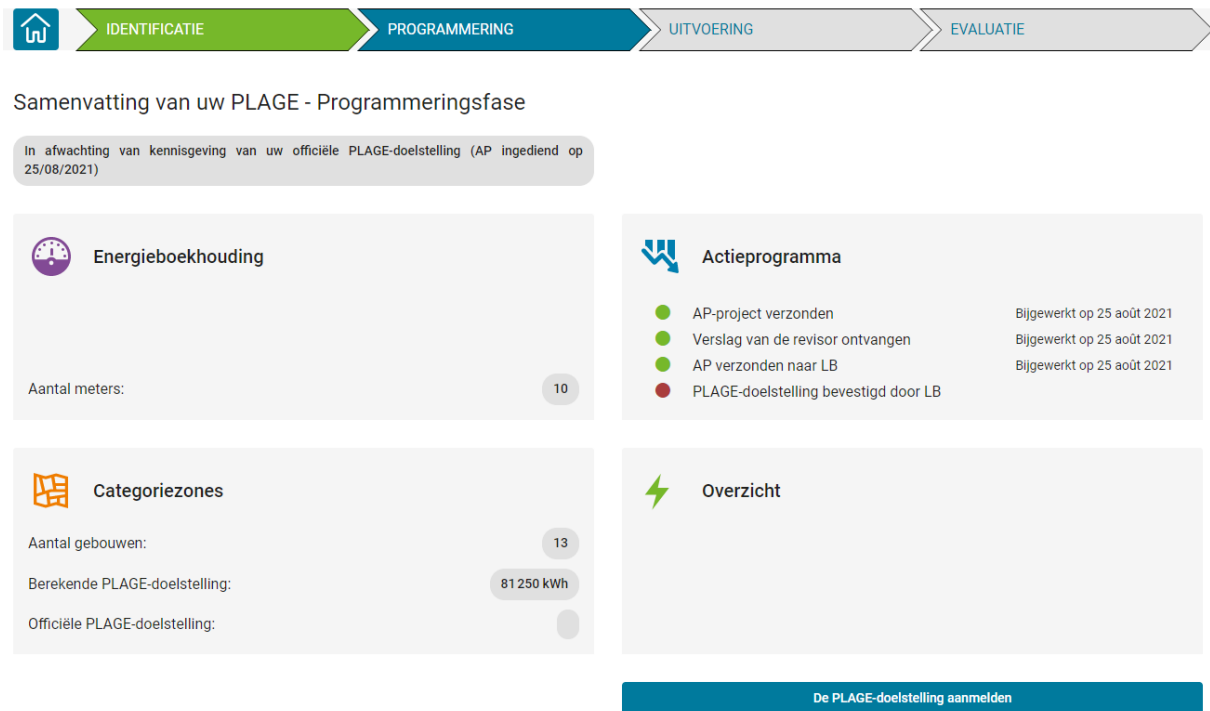 IDENTIFICATIE
PROGRAMMERING
UITVOERING
EVALUATIE
Samenvatting van uw PLAGE - Programmeringsfase
In afwachting van kennisgeving van uw officiële PLAGE-doelstelling (AP ingediend op
25/08/2021)
Energieboekhouding
Aantal meters: 10
Actieprogramma
AP-project verzonden Bijgewerkt op 25 août 2021
Verslag van de revisor ontvangen Bijgewerkt op 25 août 2021
AP verzonden naar LB Bijgewerkt op 25 août 2021
PLAGE-doelstelling bevestigd door LB
Categoriezones
Aantal gebouwen: 13
Berekende PLAGE-doelstelling: 81 250 kWh
Officiële PLAGE-doelstelling:
Overzicht
De PLAGE-doelstelling aanmelden